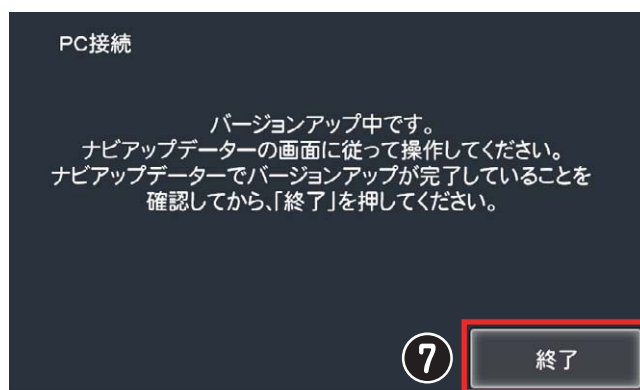 PC接続
バージョンアップ中です。
ナビアップデーターの画面に従って操作してください。
ナビアップデーターでバージョンアップが完了していることを
確認してから、「終了」を押してください。
❼
終了